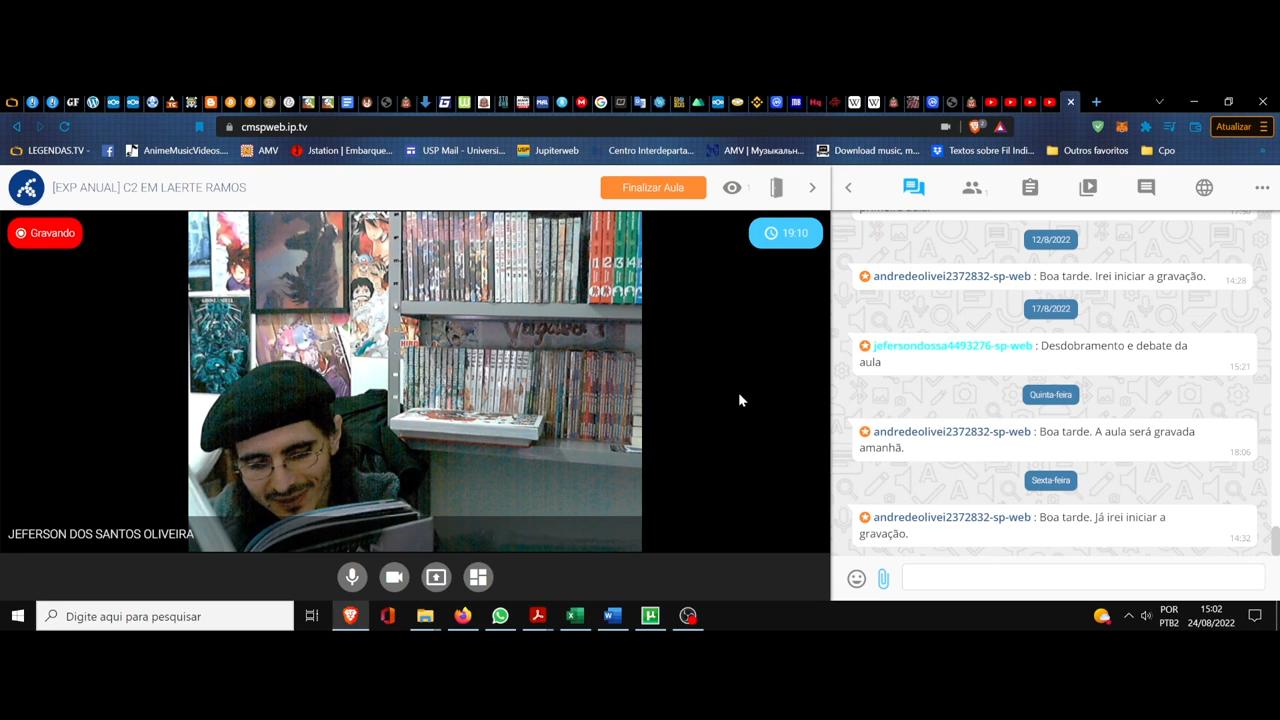 cmspweb.ip.tv
Atualizar
LEGENDAS.TV -
AnimeMusicVideos...
AMV
Jstation | Embarque...
USP Mail - Universi...
Jupiterweb
Centro Interdeparta...
AMV | Музыкальн...
Download music, m...
Textos sobre Fil Indi...
Outros favoritos
Cpo
[EXP ANUAL] C2 EM LAERTE RAMOS
Finalizar Aula
1
1
Gravando
19:10
JEFERSON DOS SANTOS OLIVEIRA
12/8/2022
andredeolivei2372832-sp-web : Boa tarde. Irei iniciar a gravação.
14:28
17/8/2022
jefersondossa4493276-sp-web : Desdobramento e debate da
aula
15:21
Quinta-feira
andredeolivei2372832-sp-web : Boa tarde. A aula será gravada
amanhã.
18:06
Sexta-feira
andredeolivei2372832-sp-web : Boa tarde. Já irei iniciar a
gravação.
14:32
Digite aqui para pesquisar
POR
PTB2
15:02
24/08/2022